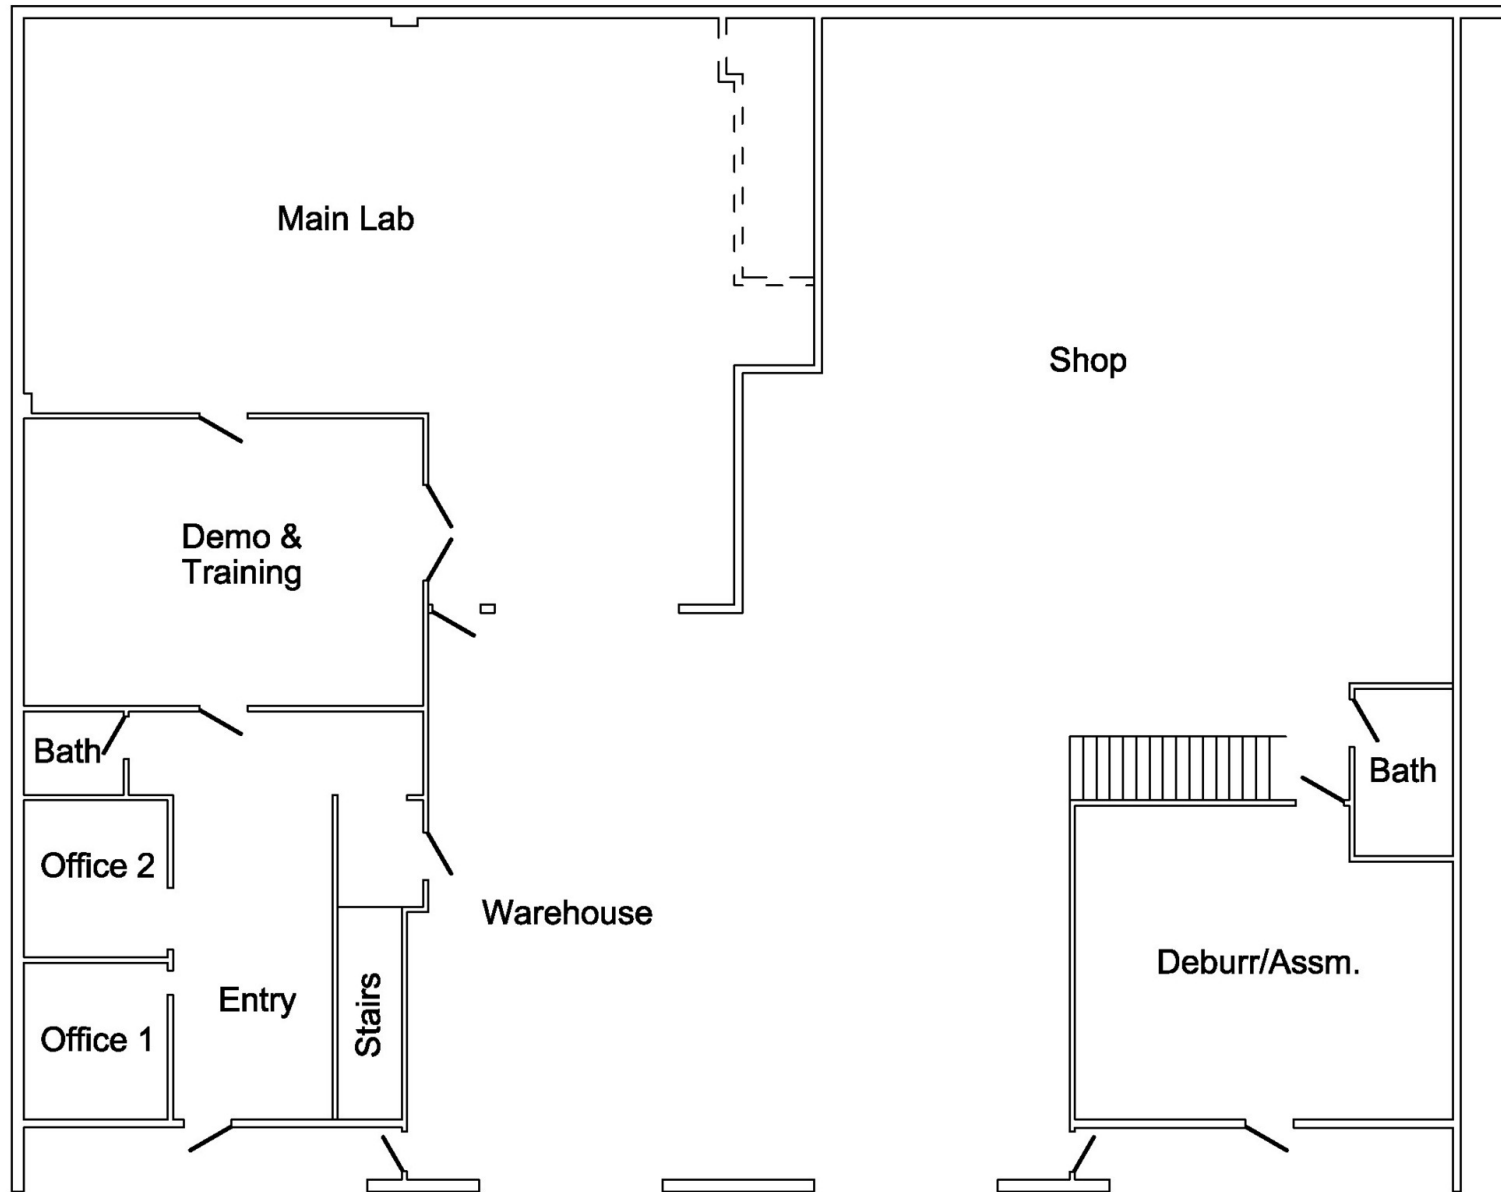 Main Lab
Shop
Demo &
Training
Bath
Bath
Office 2
Warehouse
Deburr/Assm.
Entry
Stairs
Office 1